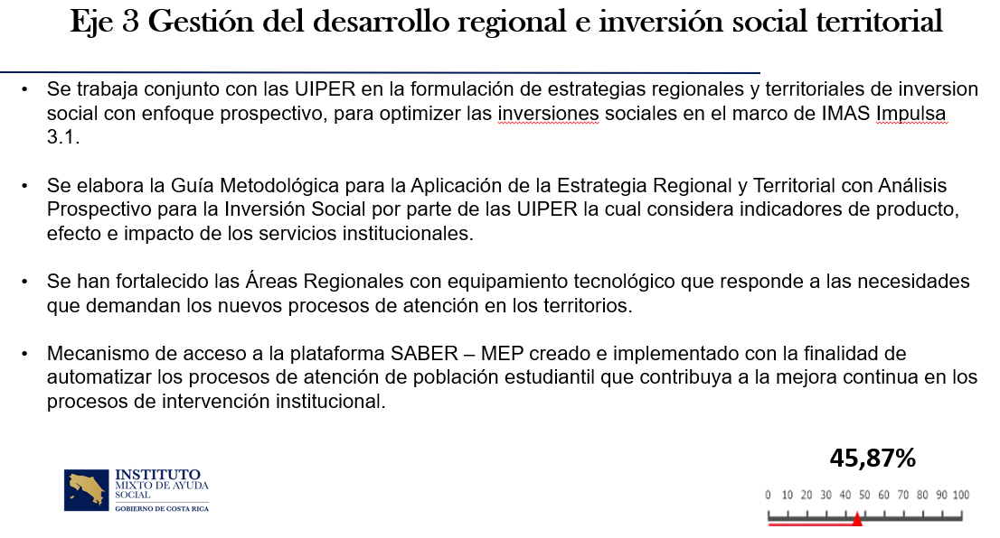 Eje 3 Gestión del desarrollo regional e inversión social territorial
• Se trabaja conjunto con las UIPER en la formulación de estrategias regionales y territoriales de inversion
social con enfoque prospectivo, para optimizer las inversiones sociales en el marco de IMAS Impulsa
3.1.
• Se elabora la Guía Metodológica para la Aplicación de la Estrategia Regional y Territorial con Análisis
Prospectivo para la Inversión Social por parte de las UIPER la cual considera indicadores de producto,
efecto e impacto de los servicios institucionales.
• Se han fortalecido las Áreas Regionales con equipamiento tecnológico que responde a las necesidades
que demandan los nuevos procesos de atención en los territorios.
• Mecanismo de acceso a la plataforma SABER – MEP creado e implementado con la finalidad de
automatizar los procesos de atención de población estudiantil que contribuya a la mejora continua en los
procesos de intervención institucional.
INSTITUTO
MIXTO DE AYUDA
SOCIAL
GOBIERNO DE COSTA RICA
45,87%
0 10 20 30 40 50 60 70 80 90 100